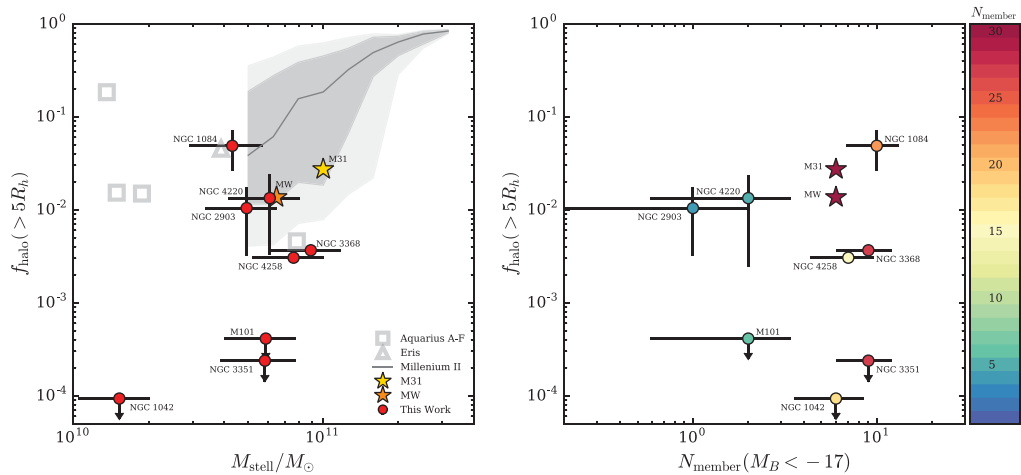 10^0
10^-1
10^-2
10^-3
10^-4
f_halo(> 5R_h)
10^10
10^11
M_stell/M_⊙
NGC 1084
M31
NGC 4220
MW
NGC 2903
NGC 3368
NGC 4258
M101
NGC 3351
NGC 1042
Aquarius A-F
Eris
Millenium II
M31
MW
This Work
10^0
10^-1
10^-2
10^-3
10^-4
f_halo(> 5R_h)
10^0
10^1
N_member(M_B < −17)
NGC 1084
M31
NGC 4220
MW
NGC 2903
NGC 3368
NGC 4258
M101
NGC 3351
NGC 1042
N_member
30
25
20
15
10
5